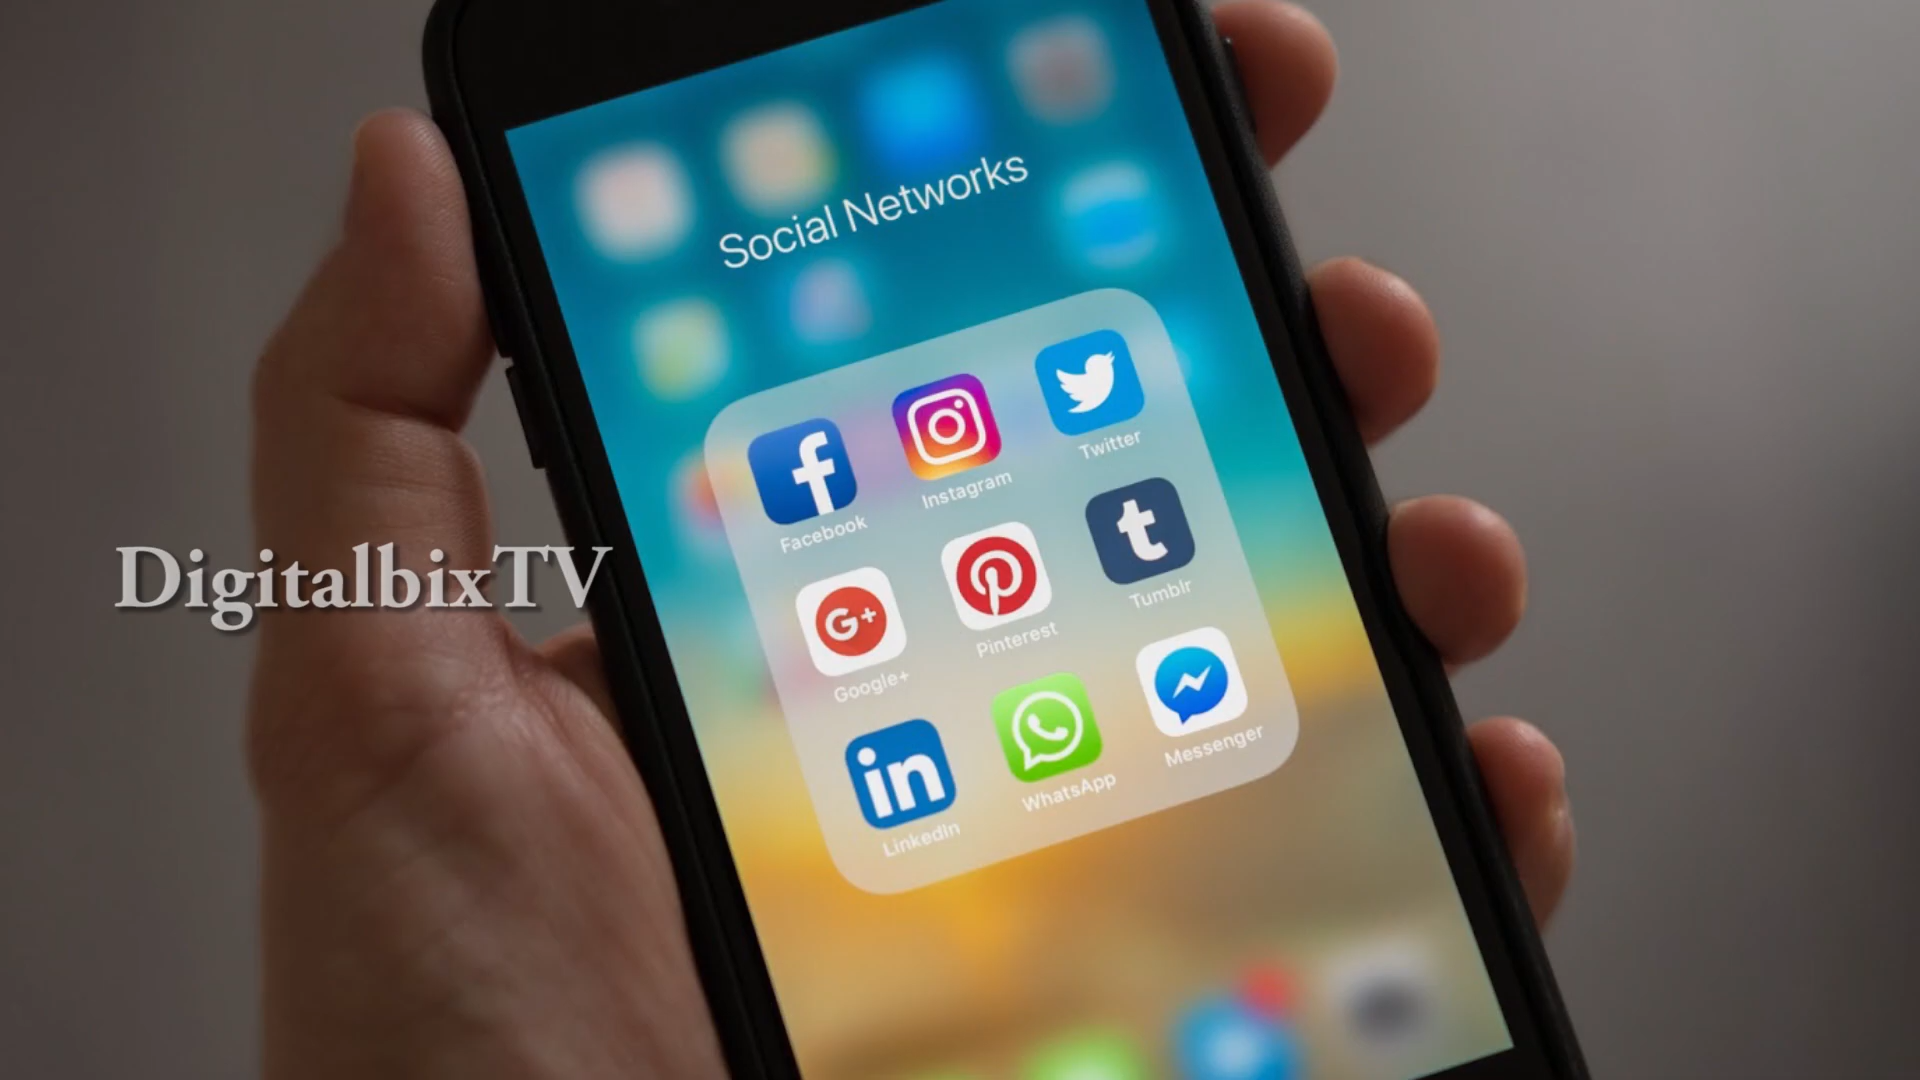 Social Networks
Facebook
Instagram
Twitter
Google+
Pinterest
Tumblr
LinkedIn
WhatsApp
Messenger
DigitalbixTV